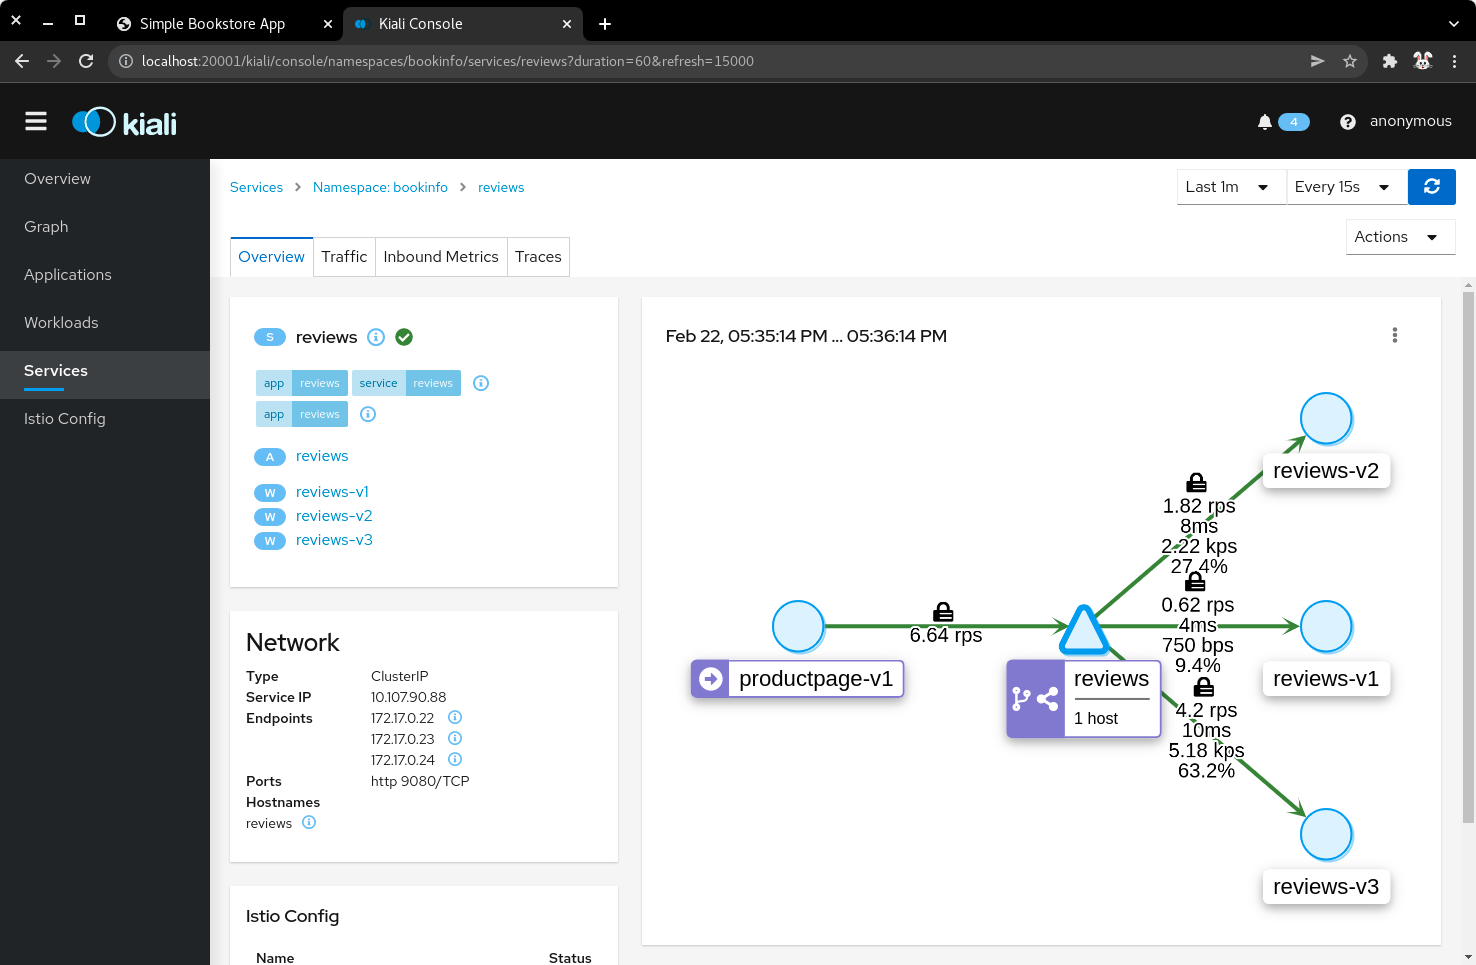 Simple Bookstore App
Kiali Console
localhost:20001/kiali/console/namespaces/bookinfo/services/reviews?duration=60&refresh=15000
kiali
4
anonymous
Overview
Graph
Applications
Workloads
Services
Istio Config
Services > Namespace: bookinfo > reviews
Last 1m
Every 15s
Actions
Overview
Traffic
Inbound Metrics
Traces
S reviews
app reviews service reviews
app reviews
A reviews
W reviews-v1
W reviews-v2
W reviews-v3
Network
Type ClusterIP
Service IP 10.107.90.88
Endpoints 172.17.0.22
172.17.0.23
172.17.0.24
Ports http 9080/TCP
Hostnames
reviews
Istio Config
Name Status
Feb 22, 05:35:14 PM ... 05:36:14 PM
reviews-v2
1.82 rps
8ms
2.22 kps
27.4%
6.64 rps
0.62 rps
4ms
750 bps
9.4%
productpage-v1
reviews
1 host
reviews-v1
4.2 rps
10ms
5.18 kps
63.2%
reviews-v3